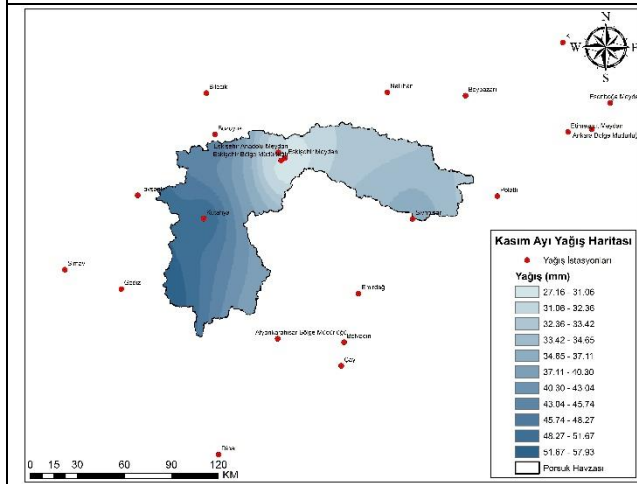 N
W
S
Bilecik
Nallıhan
Beypazarı
Esenboğa Meydan
Etimesgut Meydan
Ankara Bölge Müdürlüğü
Bozüyük
Eskişehir Anadolu Meydan
Eskişehir Meydan
Eskişehir Bölge Müdürlüğü
Tavşanlı
Polatlı
Kütahya
Sivrihisar
Simav
Gediz
Emirdağ
Afyonkarahisar Bölge Müdürlüğü
Bolvadin
Çay
Dinar
Kasım Ayı Yağış Haritası
Yağış İstasyonları
Yağış (mm)
27.16 - 31.06
31.06 - 32.36
32.36 - 33.42
33.42 - 34.65
34.65 - 37.11
37.11 - 40.30
40.30 - 43.04
43.04 - 45.74
45.74 - 48.27
48.27 - 51.67
51.67 - 57.93
Porsuk Havzası
0 15 30 60 90 120
KM